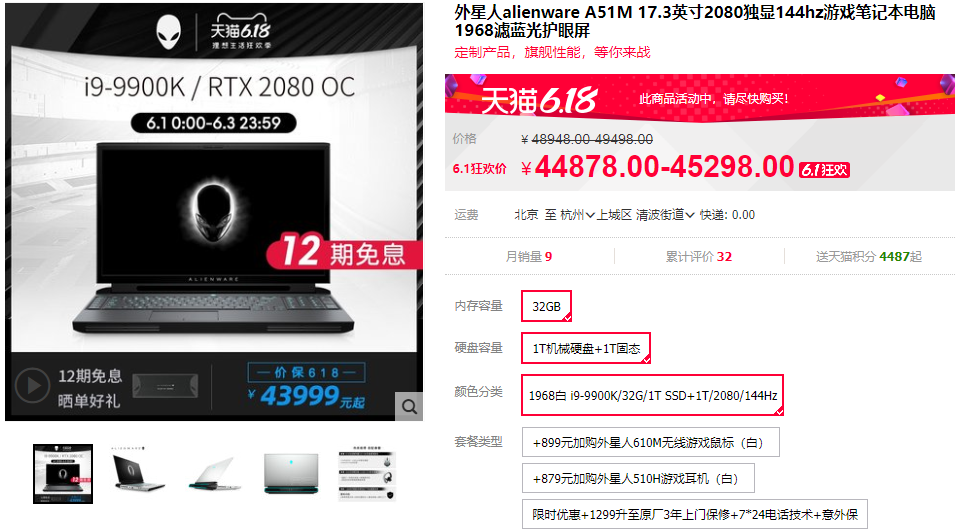 天猫6.18
理想生活狂欢季
i9-9900K / RTX 2080 OC
6.1 0:00-6.3 23:59
ALIENWARE
12期免息
12期免息
晒单好礼
价保618
¥43999元起
外星人alienware A51M 17.3英寸2080独显144hz游戏笔记本电脑
1968滤蓝光护眼屏
定制产品，旗舰性能，等你来战
天猫6.18
此商品活动中，请尽快购买!
价格
¥ 48948.00-49498.00
6.1狂欢价
¥44878.00-45298.00
6.1狂欢
运费
北京 至 杭州 上城区 清波街道 快递: 0.00
月销量 9
累计评价 32
送天猫积分 4487起
内存容量
32GB
硬盘容量
1T机械硬盘+1T固态
颜色分类
1968白 i9-9900K/32G/1T SSD+1T/2080/144Hz
套餐类型
+899元加购外星人610M无线游戏鼠标（白）
+879元加购外星人510H游戏耳机（白）
限时优惠+1299升至原厂3年上门保修+7*24电话技术+意外保